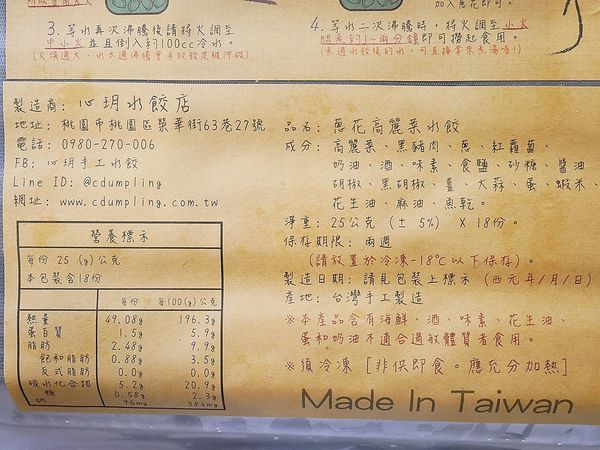 加入蔥花即可。
3. 等水再次沸騰後請將火調至
中小火並且倒入約100cc冷水。
4. 等水二次沸騰時，將火調至小火
悶煮約1~兩分鐘即可撈起食用。
製造商: 心玥水餃店
地址: 桃園市桃園區榮華街63巷27號
電話: 0980-270-006
FB: 心玥手工水餃
Line ID: @cdumpling
網址: www.cdumpling.com.tw
營養標示
每份 25 (g)公克
本包裝含18份
每份 每100(g)公克
熱量 49.08g 196.3g
蛋白質 1.5g 5.9g
脂肪 2.48g 9.9g
飽和脂肪 0.88g 3.5g
反式脂肪 0.0g 0.0g
碳水化合物 5.2g 20.9g
糖 0.58g 2.3g
鈉 96mg 384mg
品名: 蔥花高麗菜水餃
成分: 高麗菜、黑豬肉、蔥、紅蘿蔔、
奶油、酒、味素、食鹽、砂糖、醬油
胡椒、黑胡椒、薑、大蒜、蛋、蝦米、
花生油、麻油、魚乾。
淨重: 25公克 (± 5%) X 18份。
保存期限: 兩週
(請放置於冷凍-18℃以下保存)。
製造日期: 請見包裝上標示 (西元年/月/日)
產地: 台灣手工製造
※本產品含有海鮮、酒、味素、花生油、
蛋和奶油不適合過敏體質者食用。
※須冷凍[非供即食。應充分加熱]
Made In Taiwan